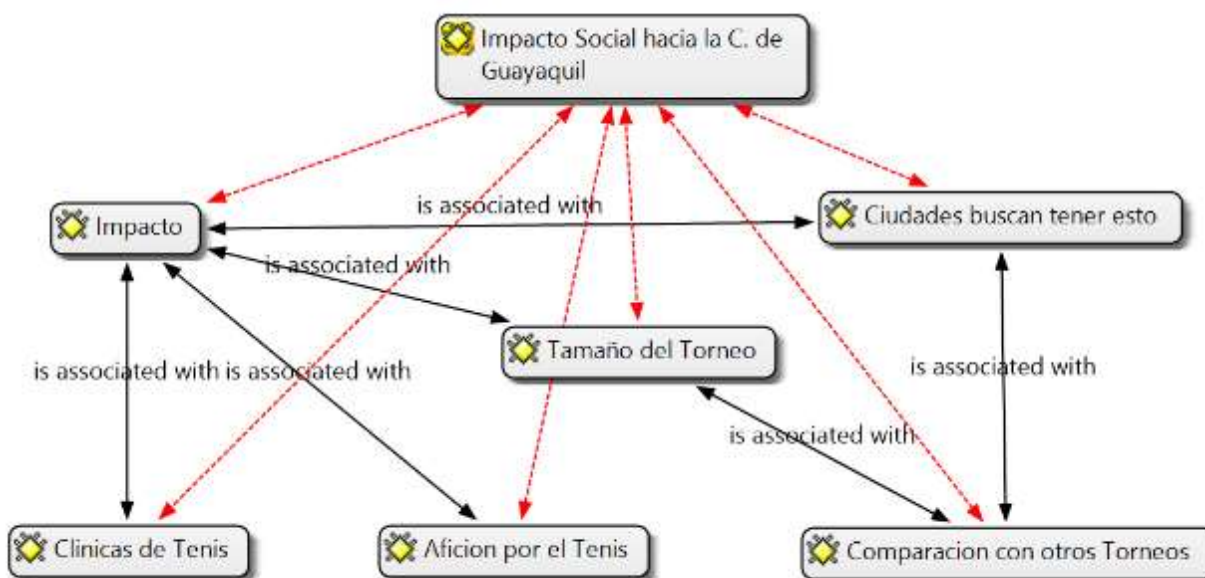 Impacto Social hacia la C. de
Guayaquil
is associated with
Impacto
Ciudades buscan tener esto
is associated with
Tamaño del Torneo
is associated with
is associated with
is associated with
is associated with
Clinicas de Tenis
Aficion por el Tenis
Comparacion con otros Torneos